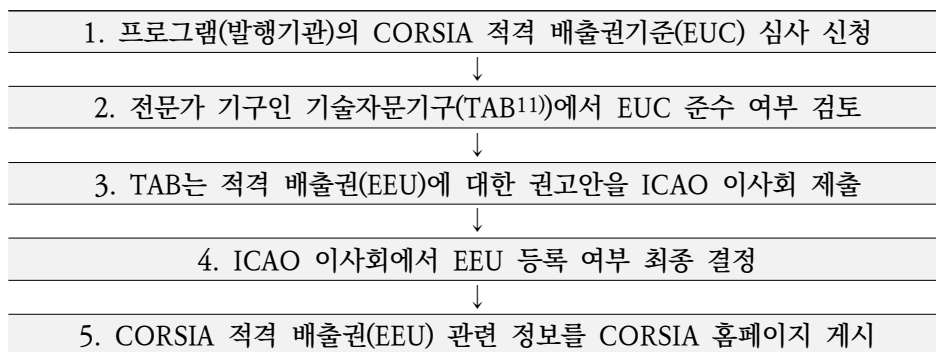 1. 프로그램(발행기관)의 CORSIA 적격 배출권기준(EUC) 심사 신청
↓
2. 전문가 기구인 기술자문기구(TAB11))에서 EUC 준수 여부 검토
↓
3. TAB는 적격 배출권(EEU)에 대한 권고안을 ICAO 이사회 제출
↓
4. ICAO 이사회에서 EEU 등록 여부 최종 결정
↓
5. CORSIA 적격 배출권(EEU) 관련 정보를 CORSIA 홈페이지 게시